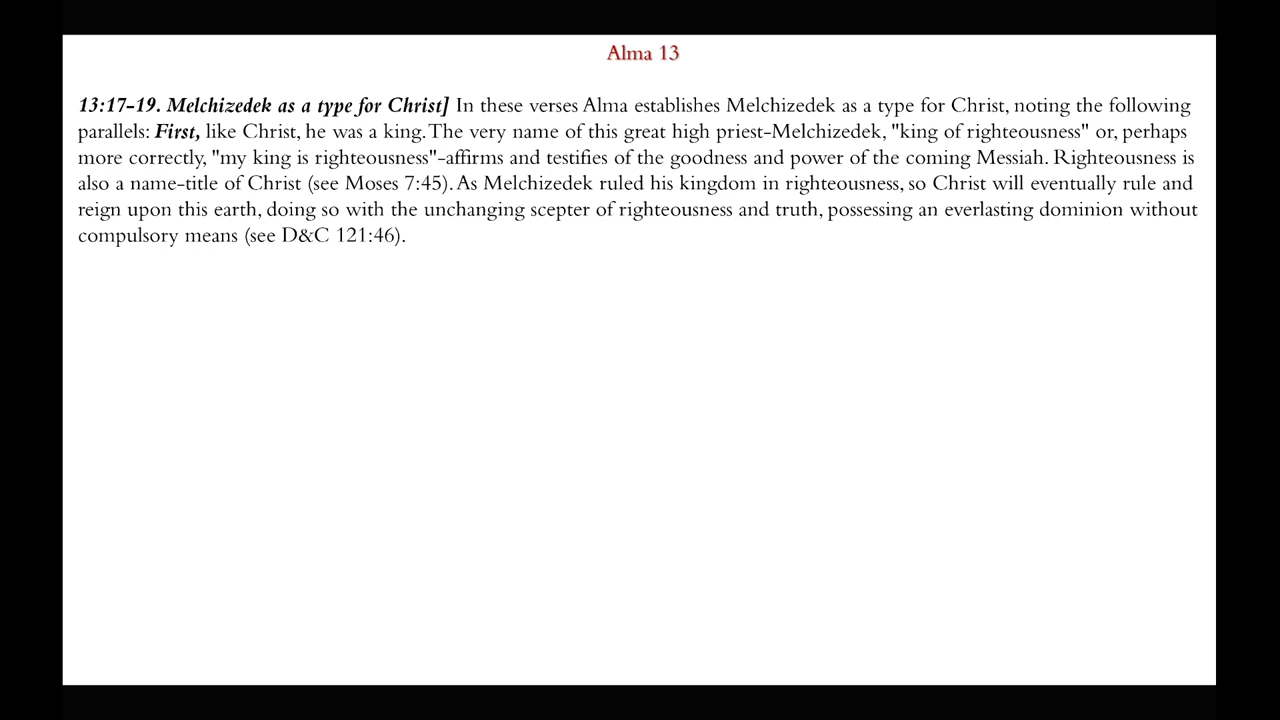 Alma 13
13:17-19. Melchizedek as a type for Christ] In these verses Alma establishes Melchizedek as a type for Christ, noting the following
parallels: First, like Christ, he was a king. The very name of this great high priest-Melchizedek, "king of righteousness" or, perhaps
more correctly, "my king is righteousness"-affirms and testifies of the goodness and power of the coming Messiah. Righteousness is
also a name-title of Christ (see Moses 7:45). As Melchizedek ruled his kingdom in righteousness, so Christ will eventually rule and
reign upon this earth, doing so with the unchanging scepter of righteousness and truth, possessing an everlasting dominion without
compulsory means (see D&C 121:46).